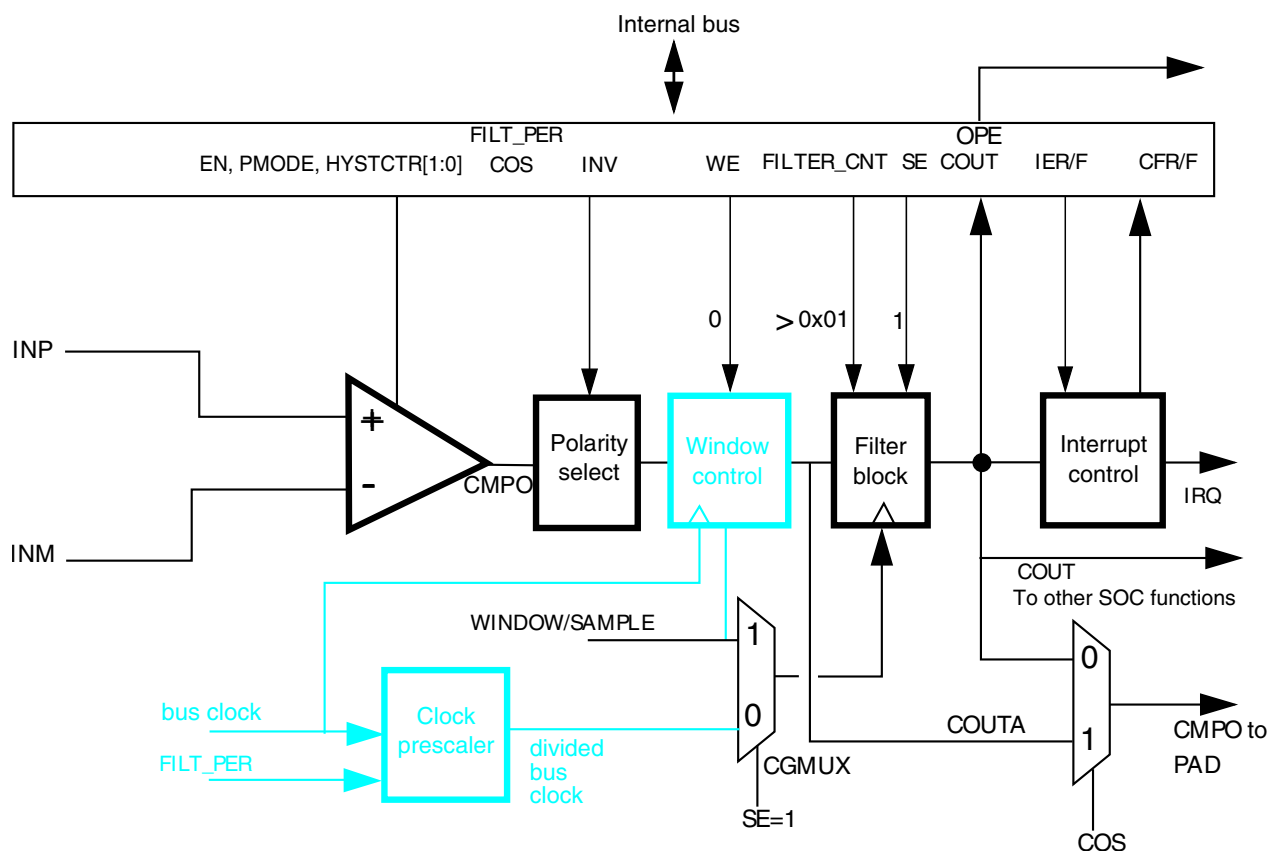 Internal bus
FILT_PER
OPE
EN, PMODE, HYSTCTR[1:0]
COS
INV
WE
FILTER_CNT
SE
COUT
IER/F
CFR/F
0
> 0x01
1
INP
+
-
INM
CMPO
Polarity
select
Window
control
Filter
block
Interrupt
control
IRQ
COUT
To other SOC functions
WINDOW/SAMPLE
1
0
CGMUX
SE=1
bus clock
FILT_PER
Clock
prescaler
divided
bus
clock
COUTA
0
1
CMPO to
PAD
COS